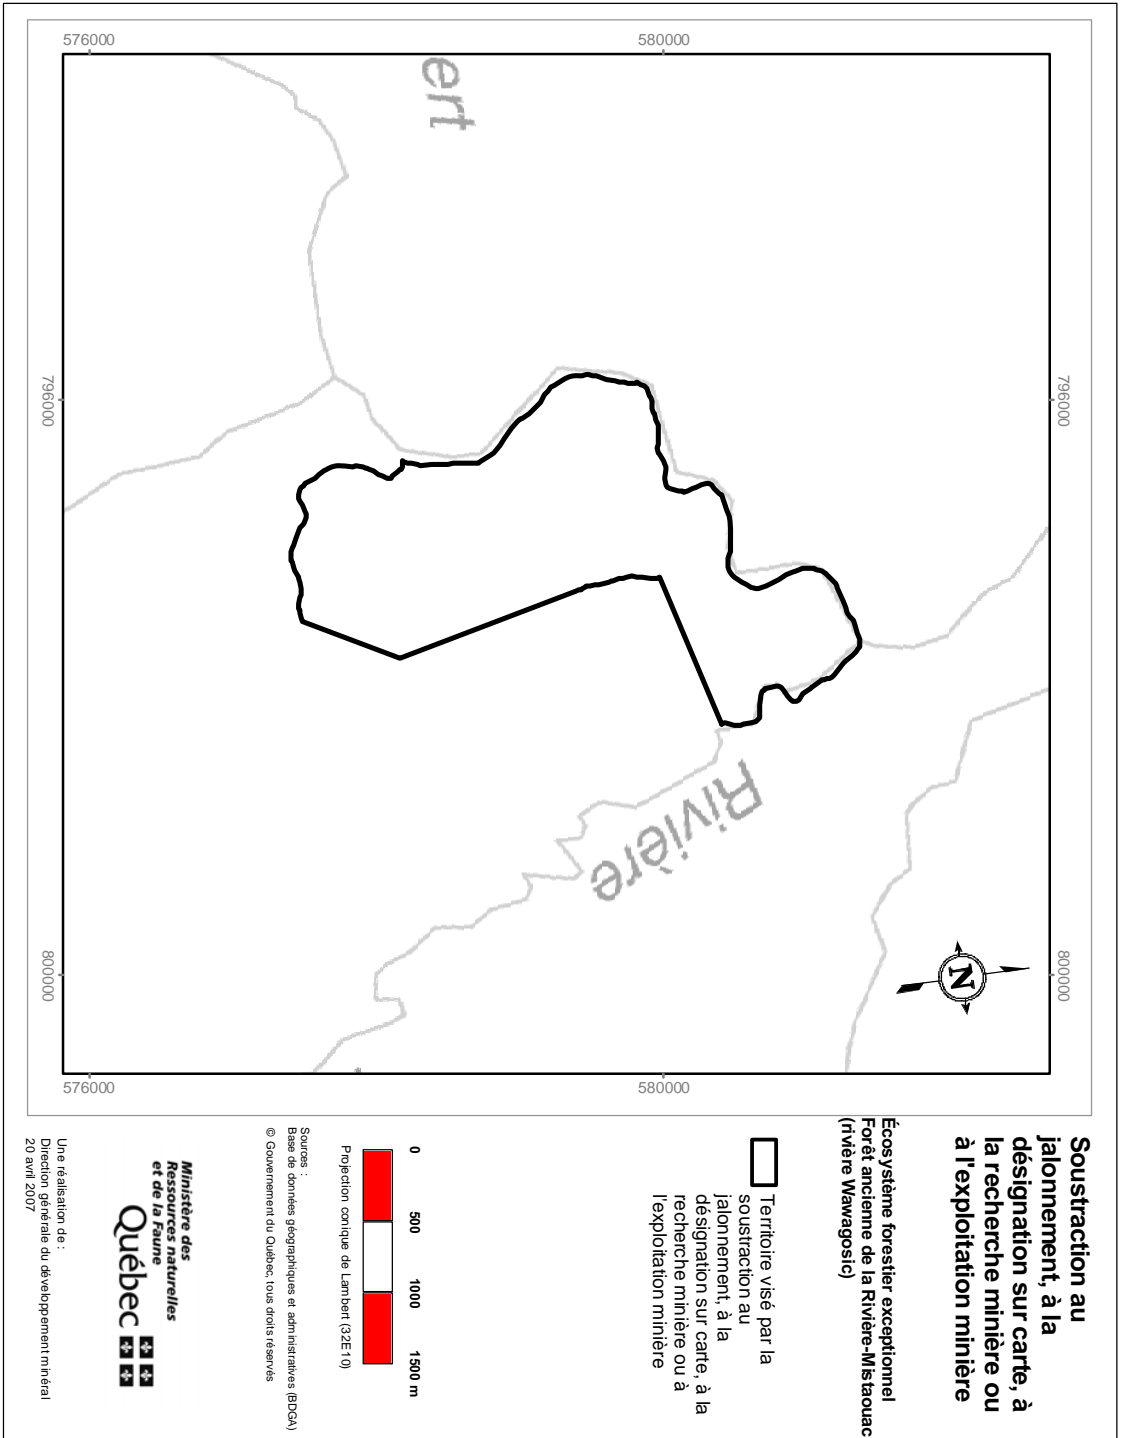 Soustraction au
jalonnement, à la
désignation sur carte, à
la recherche minière ou
à l'exploitation minière
Écosystème forestier exceptionnel
Forêt ancienne de la Rivière-Mistaouac
(rivière Wawagosic)
Territoire visé par la
soustraction au
jalonnement, à la
désignation sur carte, à la
recherche minière ou à
l'exploitation minière
0 500 1000 1500 m
Projection conique de Lambert (32E10)
Sources :
Base de données géographiques et administratives (BDGA)
© Gouvernement du Québec, tous droits réservés
Ministère des
Ressources naturelles
et de la Faune
Québec
Une réalisation de :
Direction générale du développement minéral
20 avril 2007
576000
580000
796000
796000
800000
800000
576000
580000
ert
Rivière
N